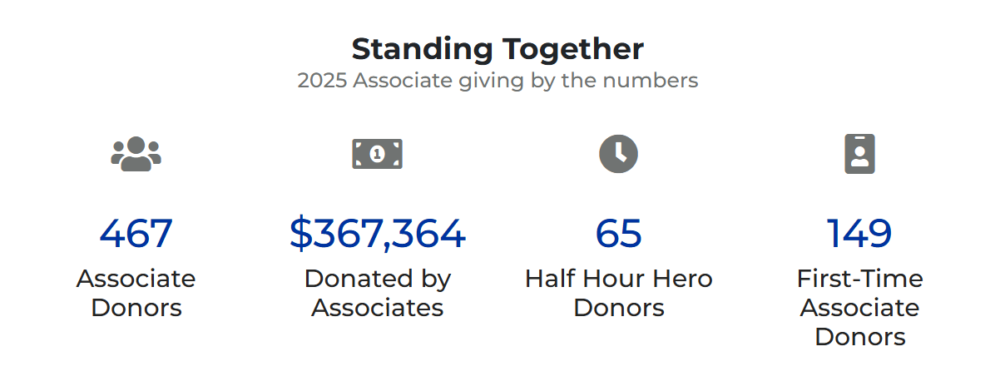 Standing Together
2025 Associate giving by the numbers
1
467
Associate
Donors
$367,364
Donated by
Associates
65
Half Hour Hero
Donors
149
First-Time
Associate
Donors